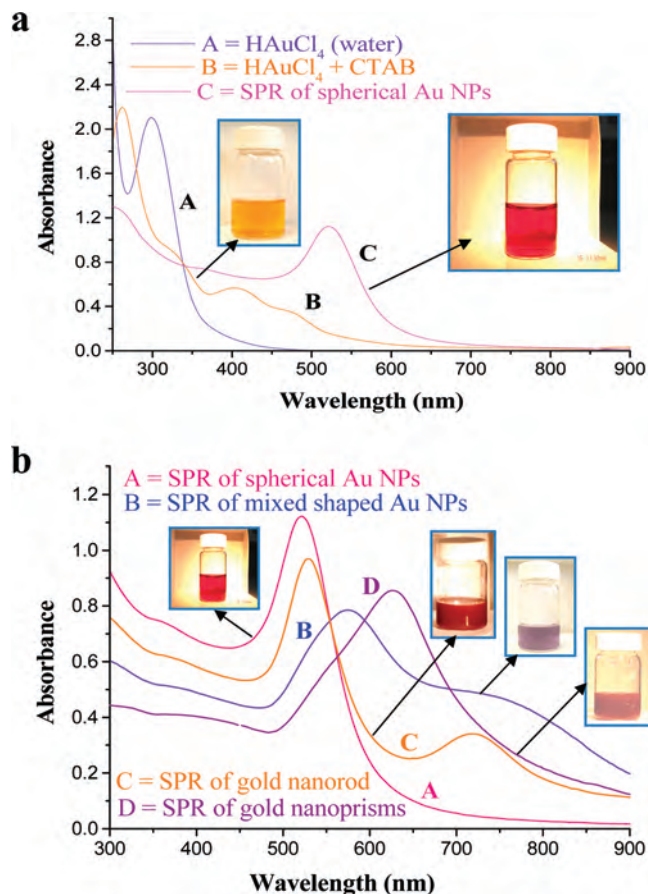 a
A = HAuCl₄ (water)
B = HAuCl₄ + CTAB
C = SPR of spherical Au NPs
2.8
2.4
2.0
1.6
1.2
0.8
0.4
0.0
Absorbance
A
B
C
300 400 500 600 700 800 900
Wavelength (nm)
b
A = SPR of spherical Au NPs
B = SPR of mixed shaped Au NPs
1.2
1.0
0.8
0.6
0.4
0.2
0.0
Absorbance
B
D
C
A
C = SPR of gold nanorod
D = SPR of gold nanoprisms
300 400 500 600 700 800 900
Wavelength (nm)